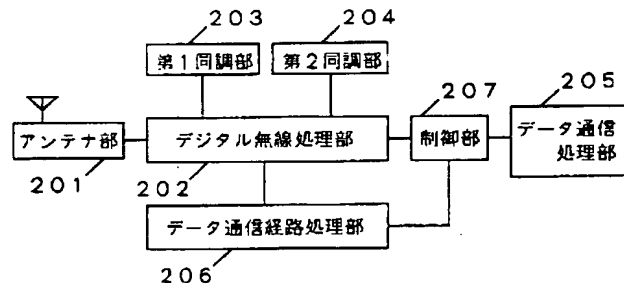 203
204
第1同調部
第2同調部
207
205
アンテナ部
デジタル無線処理部
制御部
データ通信
処理部
201
202
データ通信経路処理部
206